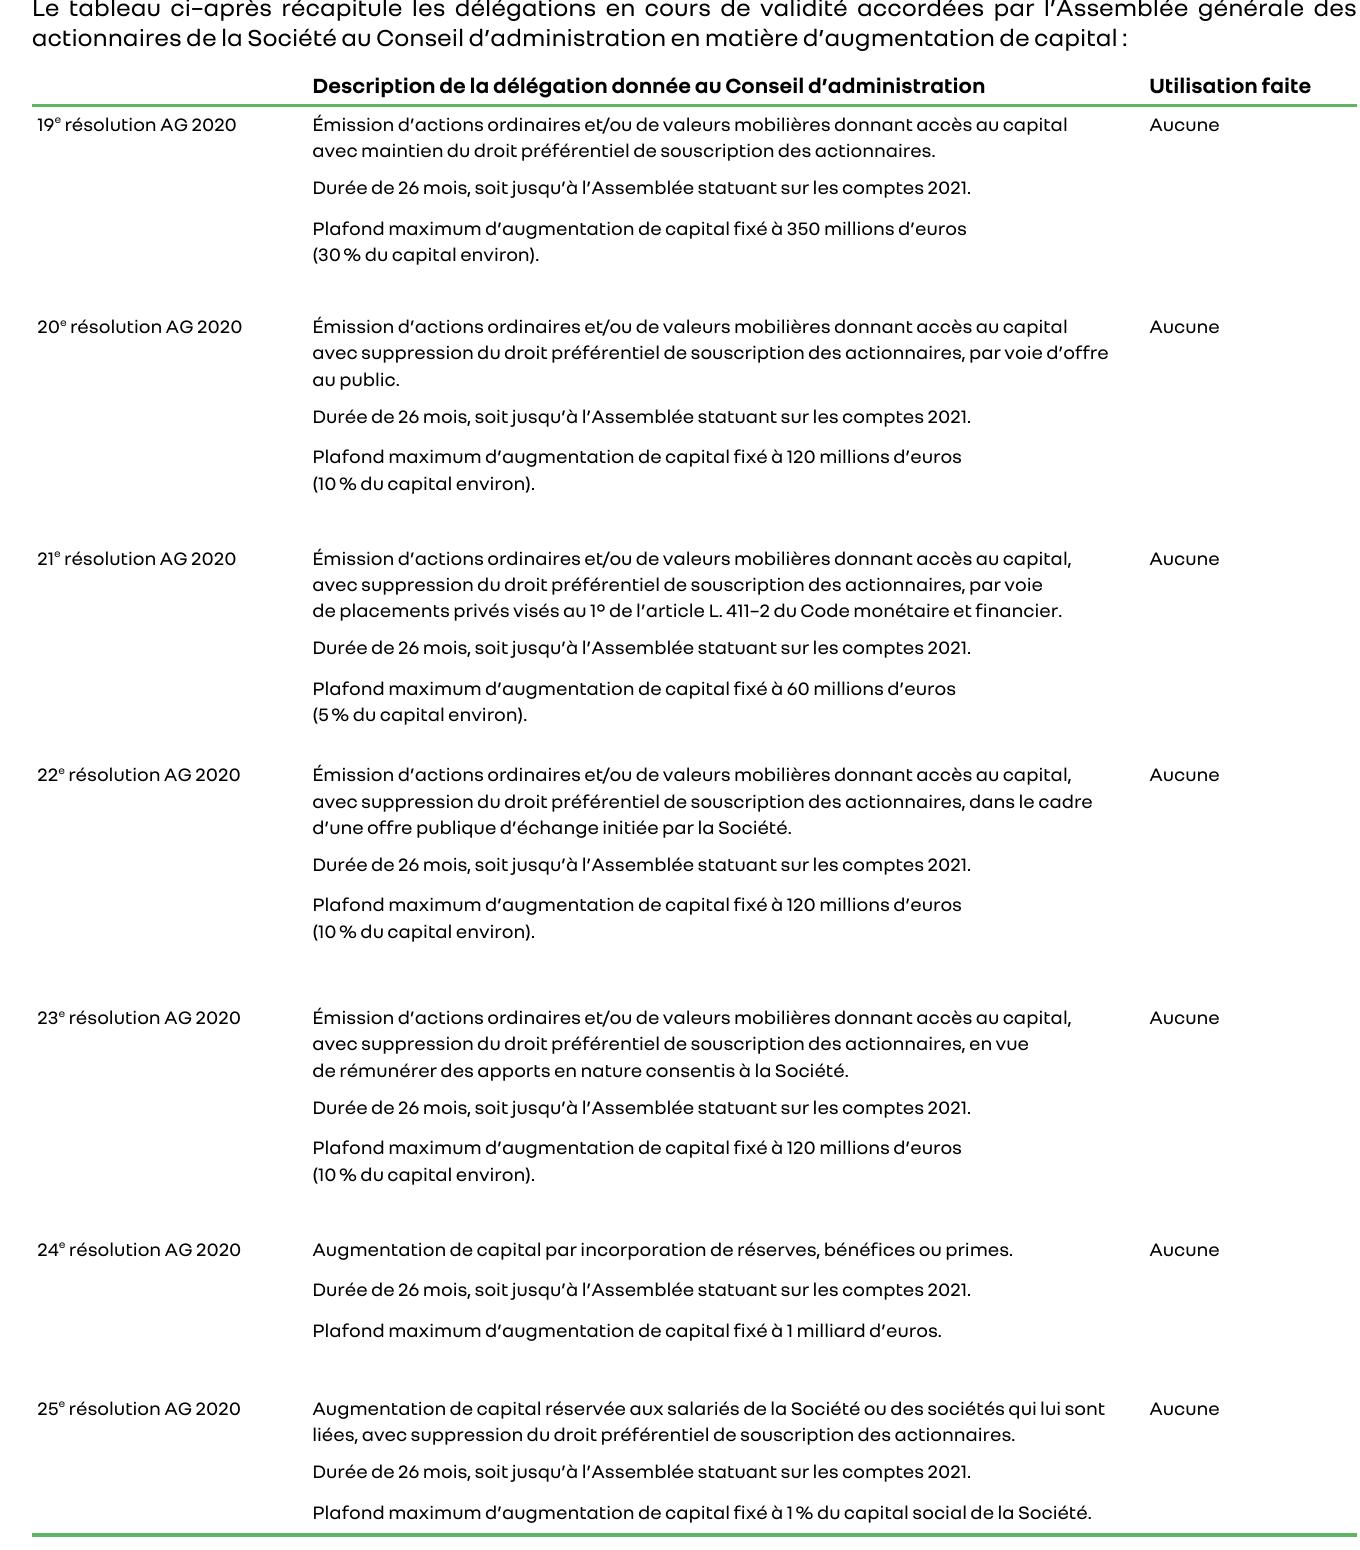 Le tableau ci-après récapitule les délégations en cours de validité accordées par l'Assemblée générale des
actionnaires de la Société au Conseil d'administration en matière d'augmentation de capital :
Description de la délégation donnée au Conseil d'administration Utilisation faite
19e résolution AG 2020 Émission d'actions ordinaires et/ou de valeurs mobilières donnant accès au capital Aucune
avec maintien du droit préférentiel de souscription des actionnaires.
Durée de 26 mois, soit jusqu'à l'Assemblée statuant sur les comptes 2021.
Plafond maximum d'augmentation de capital fixé à 350 millions d'euros
(30 % du capital environ).
20e résolution AG 2020 Émission d'actions ordinaires et/ou de valeurs mobilières donnant accès au capital Aucune
avec suppression du droit préférentiel de souscription des actionnaires, par voie d'offre
au public.
Durée de 26 mois, soit jusqu'à l'Assemblée statuant sur les comptes 2021.
Plafond maximum d'augmentation de capital fixé à 120 millions d'euros
(10 % du capital environ).
21e résolution AG 2020 Émission d'actions ordinaires et/ou de valeurs mobilières donnant accès au capital, Aucune
avec suppression du droit préférentiel de souscription des actionnaires, par voie
de placements privés visés au 1° de l'article L. 411-2 du Code monétaire et financier.
Durée de 26 mois, soit jusqu'à l'Assemblée statuant sur les comptes 2021.
Plafond maximum d'augmentation de capital fixé à 60 millions d'euros
(5 % du capital environ).
22e résolution AG 2020 Émission d'actions ordinaires et/ou de valeurs mobilières donnant accès au capital, Aucune
avec suppression du droit préférentiel de souscription des actionnaires, dans le cadre
d'une offre publique d'échange initiée par la Société.
Durée de 26 mois, soit jusqu'à l'Assemblée statuant sur les comptes 2021.
Plafond maximum d'augmentation de capital fixé à 120 millions d'euros
(10 % du capital environ).
23e résolution AG 2020 Émission d'actions ordinaires et/ou de valeurs mobilières donnant accès au capital, Aucune
avec suppression du droit préférentiel de souscription des actionnaires, en vue
de rémunérer des apports en nature consentis à la Société.
Durée de 26 mois, soit jusqu'à l'Assemblée statuant sur les comptes 2021.
Plafond maximum d'augmentation de capital fixé à 120 millions d'euros
(10 % du capital environ).
24e résolution AG 2020 Augmentation de capital par incorporation de réserves, bénéfices ou primes. Aucune
Durée de 26 mois, soit jusqu'à l'Assemblée statuant sur les comptes 2021.
Plafond maximum d'augmentation de capital fixé à 1 milliard d'euros.
25e résolution AG 2020 Augmentation de capital réservée aux salariés de la Société ou des sociétés qui lui sont Aucune
liées, avec suppression du droit préférentiel de souscription des actionnaires.
Durée de 26 mois, soit jusqu'à l'Assemblée statuant sur les comptes 2021.
Plafond maximum d'augmentation de capital fixé à 1 % du capital social de la Société.